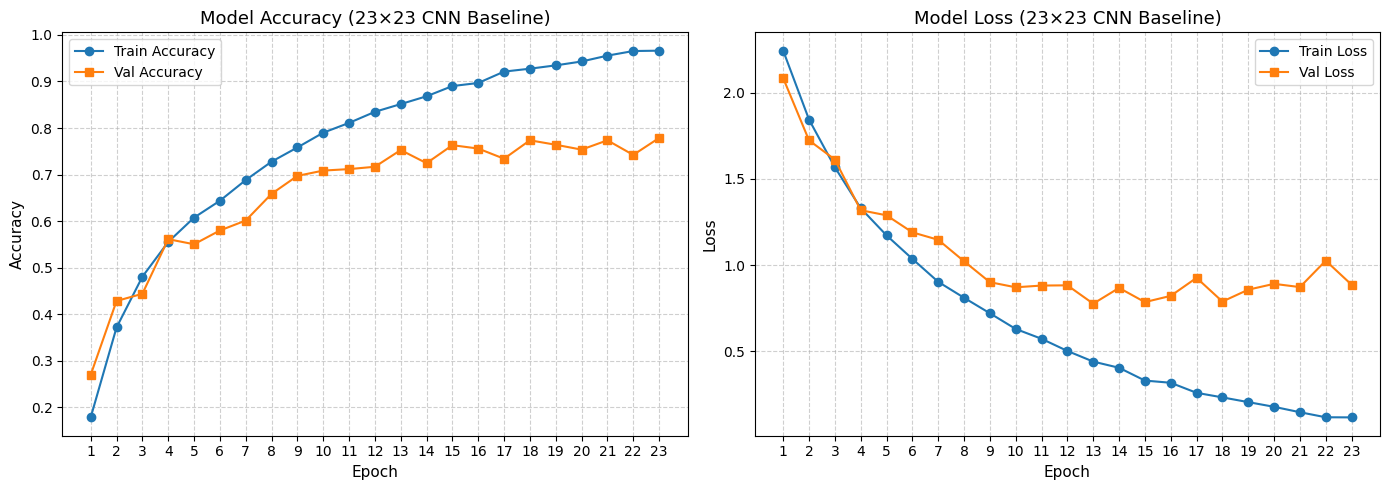 Model Accuracy (23×23 CNN Baseline)
Train Accuracy
Val Accuracy
1.0
0.9
0.8
0.7
0.6
0.5
0.4
0.3
0.2
Accuracy
1 2 3 4 5 6 7 8 9 10 11 12 13 14 15 16 17 18 19 20 21 22 23
Epoch
Model Loss (23×23 CNN Baseline)
Train Loss
Val Loss
2.0
1.5
1.0
0.5
Loss
1 2 3 4 5 6 7 8 9 10 11 12 13 14 15 16 17 18 19 20 21 22 23
Epoch